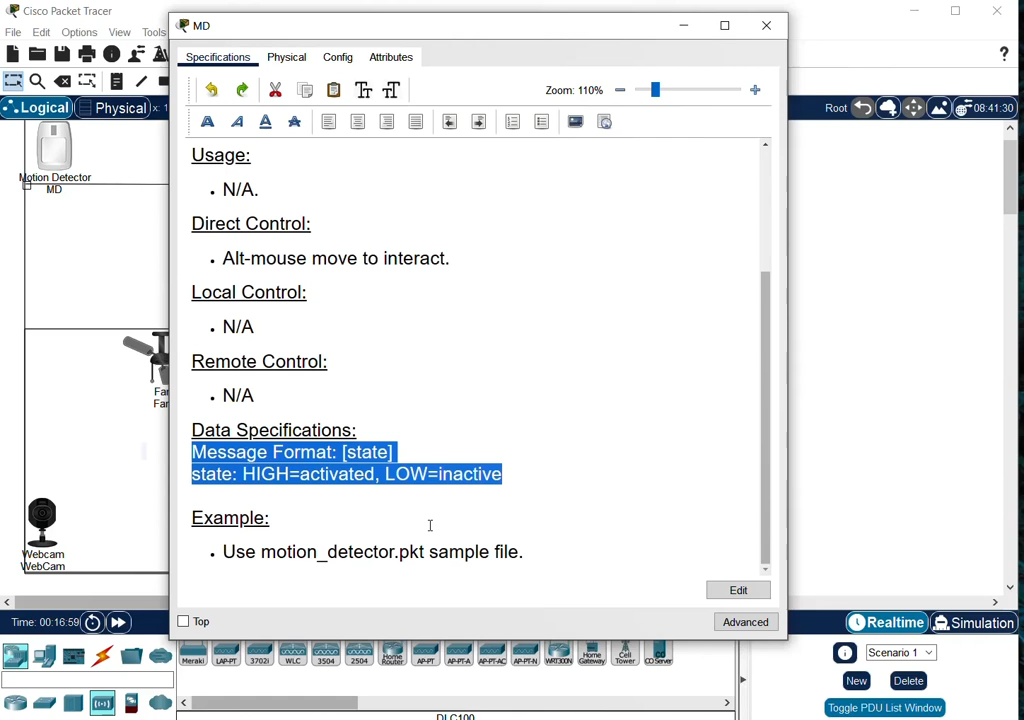 Cisco Packet Tracer
File Edit Options View Tools
Logical
Physical
x: 1
Root
08:41:30
MD
Specifications
Physical
Config
Attributes
Zoom: 110%
Usage:
• N/A.
Direct Control:
• Alt-mouse move to interact.
Local Control:
• N/A
Remote Control:
• N/A
Data Specifications:
Message Format: [state]
state: HIGH=activated, LOW=inactive
Example:
• Use motion_detector.pkt sample file.
Edit
Top
Advanced
Motion Detector
MD
Fa
Far
Webcam
WebCam
Time: 00:16:59
Realtime
Simulation
Meraki
LAP-PT
3702i
WLC
3504
2504
Home Router
AP-PT
AP-PT-A
AP-PT-AC
AP-PT-N
WRT300N
Home Gateway
Cell Tower
CO Server
DLC100
Scenario 1
New
Delete
Toggle PDU List Window